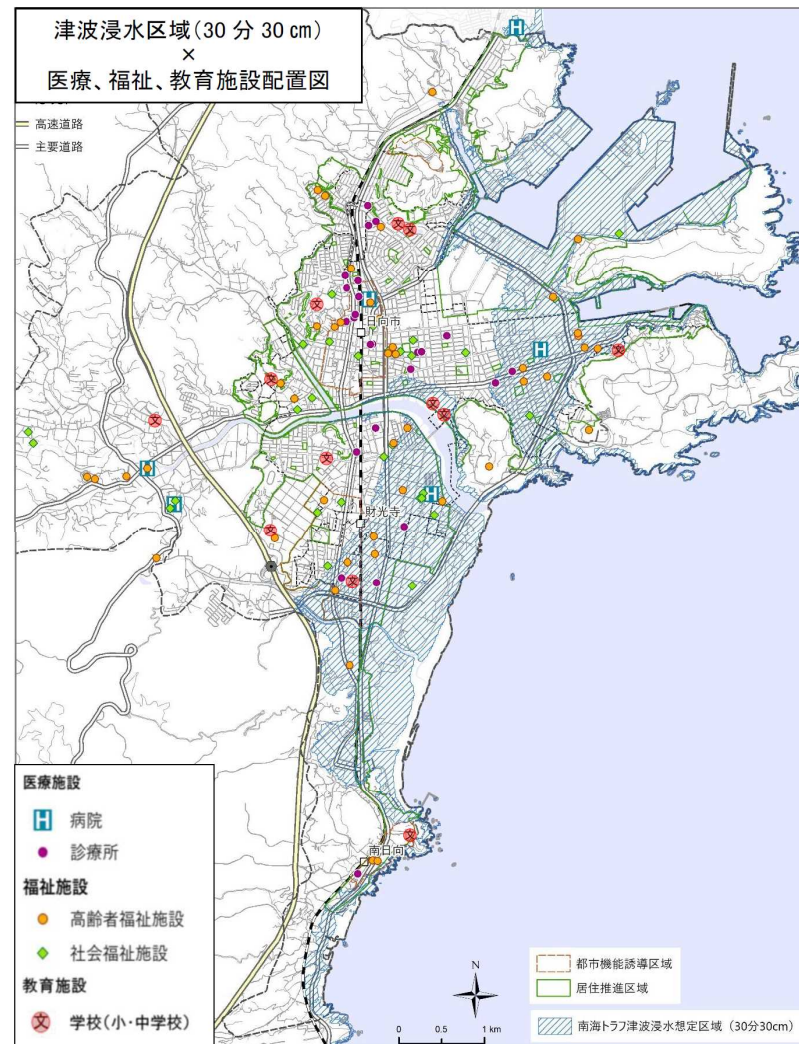 津波浸水区域(30分30㎝)
×
医療、福祉、教育施設配置図
高速道路
主要道路
日向市
財光寺
南日向
医療施設
H 病院
診療所
福祉施設
高齢者福祉施設
社会福祉施設
教育施設
文 学校(小・中学校)
N
0 0.5 1 km
都市機能誘導区域
居住推進区域
南海トラフ津波浸水想定区域(30分30cm)